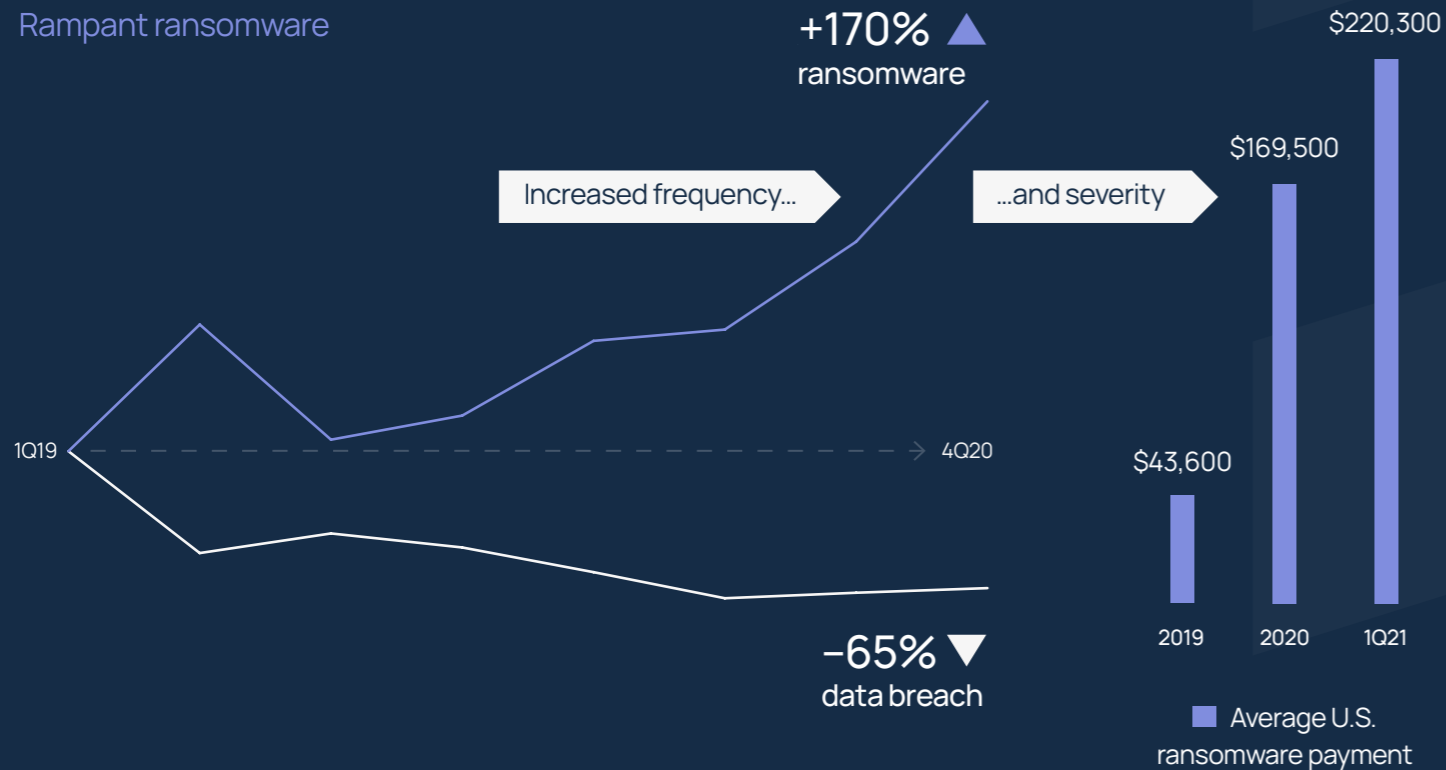 Rampant ransomware
+170%
ransomware
Increased frequency...
1Q19
4Q20
−65%
data breach
...and severity
$43,600
$169,500
$220,300
2019
2020
1Q21
Average U.S.
ransomware payment